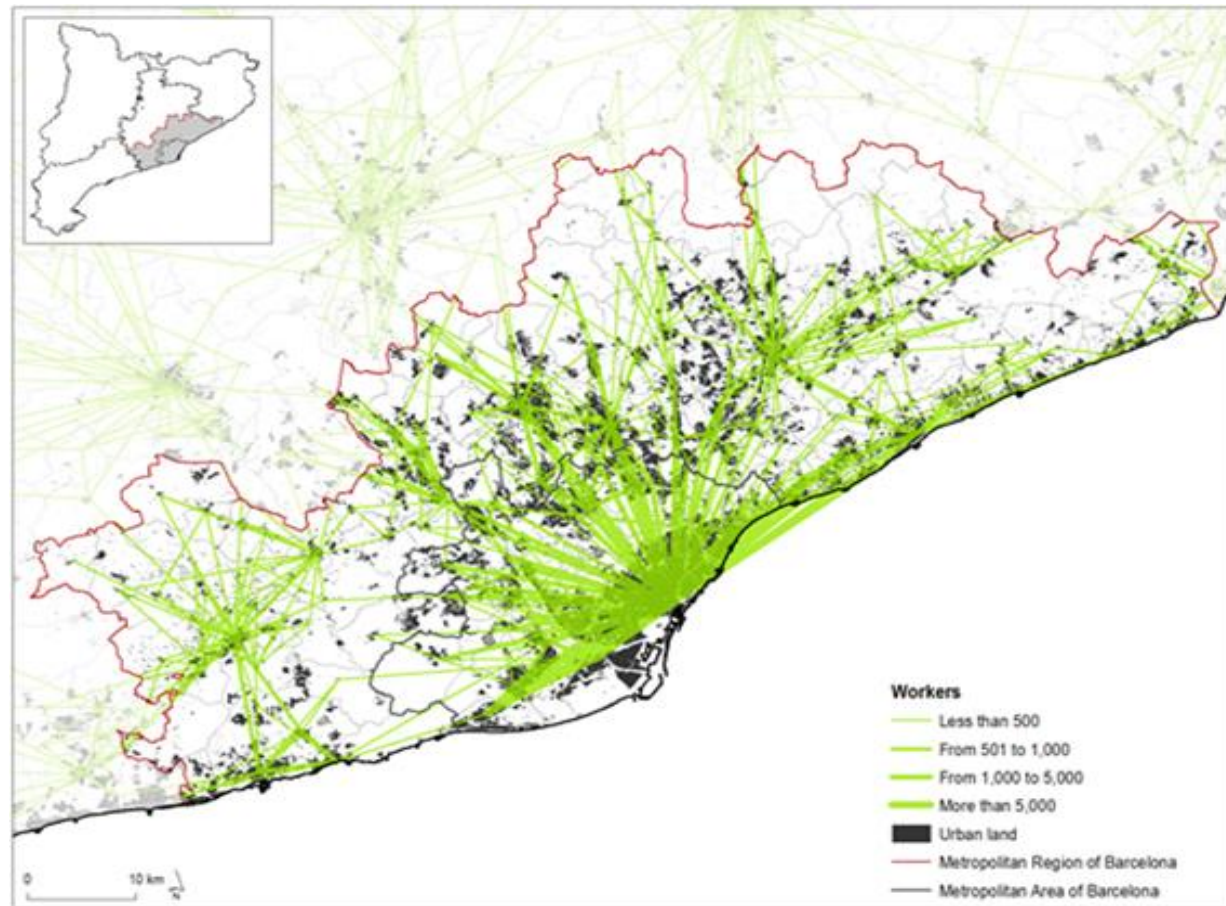 Workers
Less than 500
From 501 to 1,000
From 1,000 to 5,000
More than 5,000
Urban land
Metropolitan Region of Barcelona
Metropolitan Area of Barcelona
0 10 km